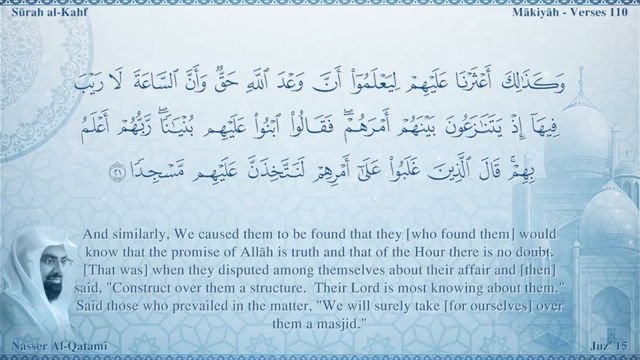 Sūrah al-Kahf
Mākiyāh - Verses 110
وَكَذَٰلِكَ أَعْثَرْنَا عَلَيْهِمْ لِيَعْلَمُوٓا۟ أَنَّ وَعْدَ ٱللَّهِ حَقٌّ وَأَنَّ ٱلسَّاعَةَ لَا رَيْبَ
فِيهَآ إِذْ يَتَنَـٰزَعُونَ بَيْنَهُمْ أَمْرَهُمْ ۖ فَقَالُوا۟ ٱبْنُوا۟ عَلَيْهِم بُنْيَـٰنًا ۖ رَّبُّهُمْ أَعْلَمُ
بِهِمْ ۚ قَالَ ٱلَّذِينَ غَلَبُوا۟ عَلَىٰٓ أَمْرِهِمْ لَنَتَّخِذَنَّ عَلَيْهِم مَّسْجِدًا ٢١
And similarly, We caused them to be found that they [who found them] would
know that the promise of Allāh is truth and that of the Hour there is no doubt.
[That was] when they disputed among themselves about their affair and [then]
said, "Construct over them a structure. Their Lord is most knowing about them."
Said those who prevailed in the matter, "We will surely take [for ourselves] over
them a masjid."
Nasser Al-Qatami
Juz' 15